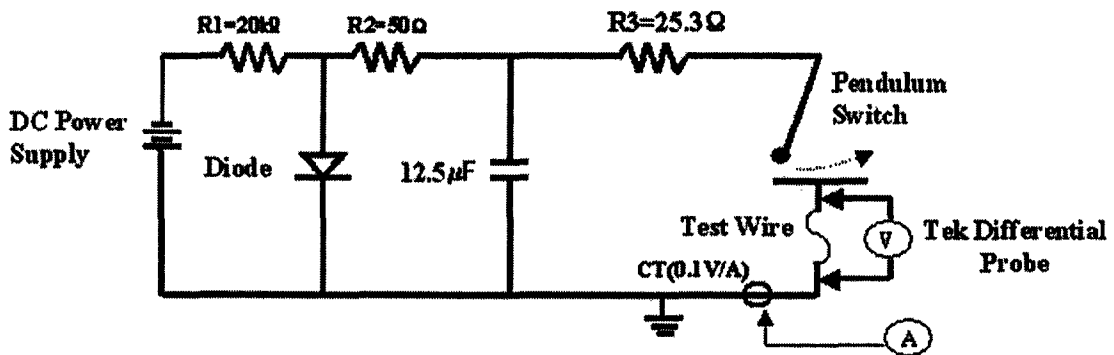 R1=20kΩ
R2=50Ω
R3=25.3Ω
DC Power
Supply
Diode
12.5μF
Pendulum
Switch
Test Wire
V
Tek Differential
Probe
CT(0.1V/A)
A